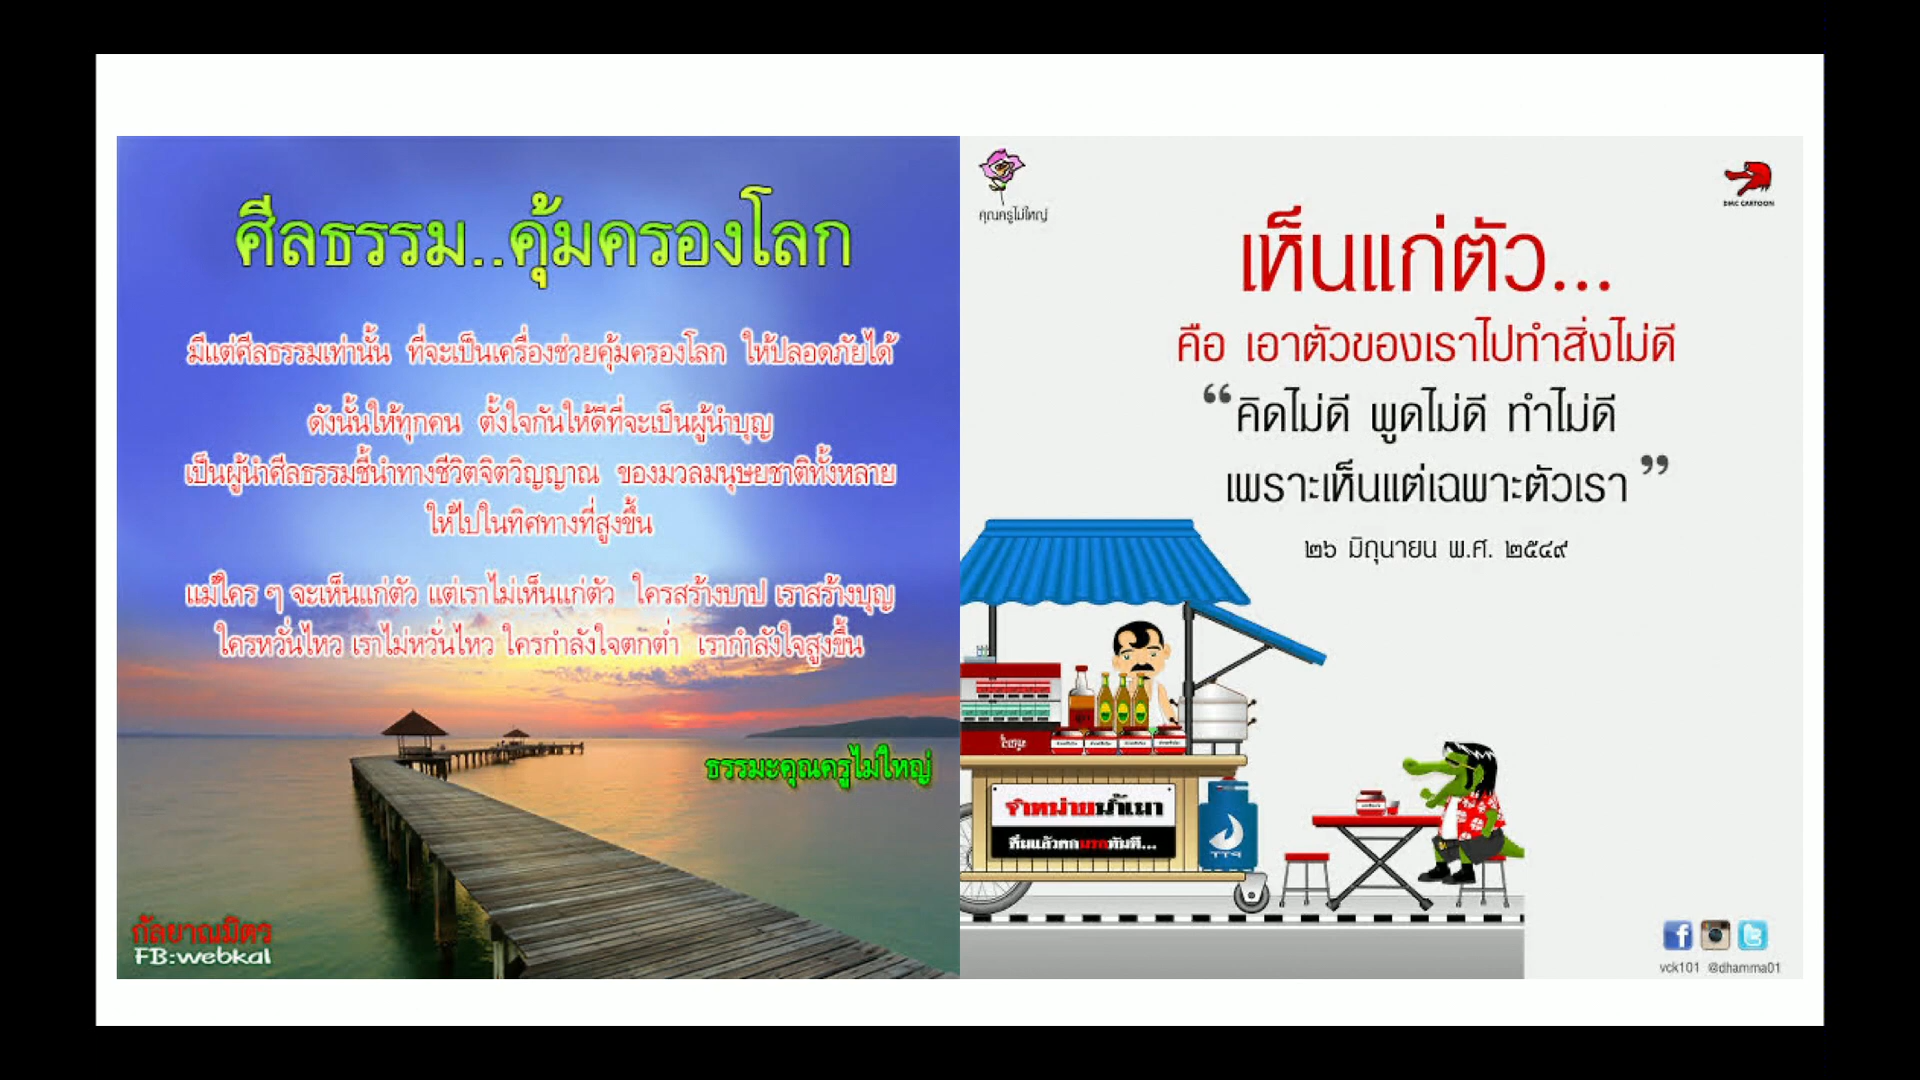 ศีลธรรม..คุ้มครองโลก
มีแต่ศีลธรรมเท่านั้น ที่จะเป็นเครื่องช่วยคุ้มครองโลก ให้ปลอดภัยได้
ดังนั้นให้ทุกคน ตั้งใจกันให้ดีที่จะเป็นผู้นำบุญ
เป็นผู้นำศีลธรรมชี้นำทางชีวิตจิตวิญญาณ ของมวลมนุษยชาติทั้งหลาย
ให้ไปในทิศทางที่สูงขึ้น
แม้ใคร ๆ จะเห็นแก่ตัว แต่เราไม่เห็นแก่ตัว ใครสร้างบาป เราสร้างบุญ
ใครหวั่นไหว เราไม่หวั่นไหว ใครกำลังใจตกต่ำ เรากำลังใจสูงขึ้น
ธรรมะคุณครูไม่ใหญ่
กัลยาณมิตร
FB:webkal
คุณครูไม่ใหญ่
DMC CARTOON
เห็นแก่ตัว...
คือ เอาตัวของเราไปทำสิ่งไม่ดี
“คิดไม่ดี พูดไม่ดี ทำไม่ดี
เพราะเห็นแต่เฉพาะตัวเรา”
๒๖ มิถุนายน พ.ศ. ๒๕๔๙
จำหน่ายน้ำเมา
ดื่มแล้วตกนรกทันที...
PTT
vck101 @dhamma01